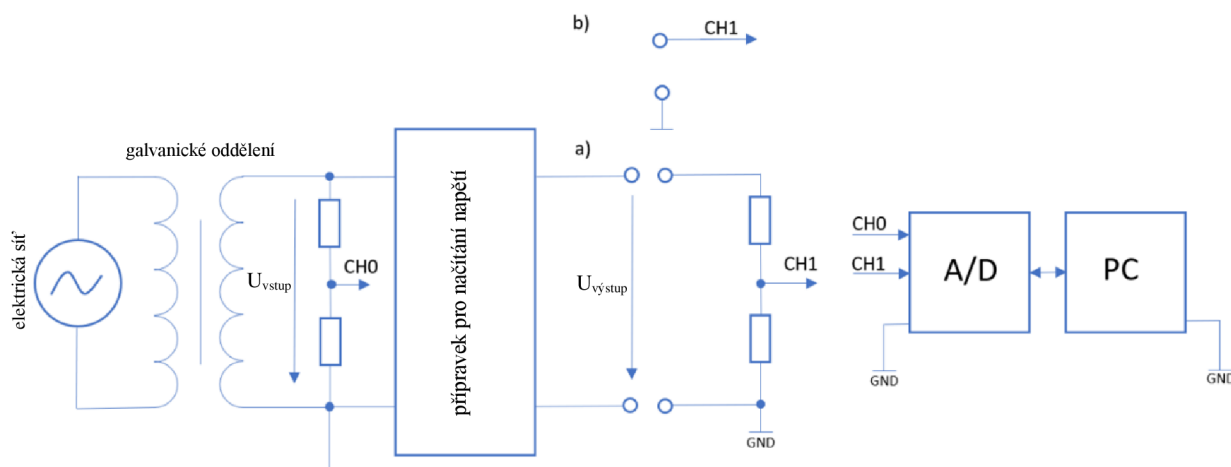 b)
CH1
galvanické oddělení
a)
elektrická síť
Uvstup
CH0
přípravek pro načítání napětí
Uvýstup
CH1
GND
CH0
CH1
A/D
PC
GND
GND